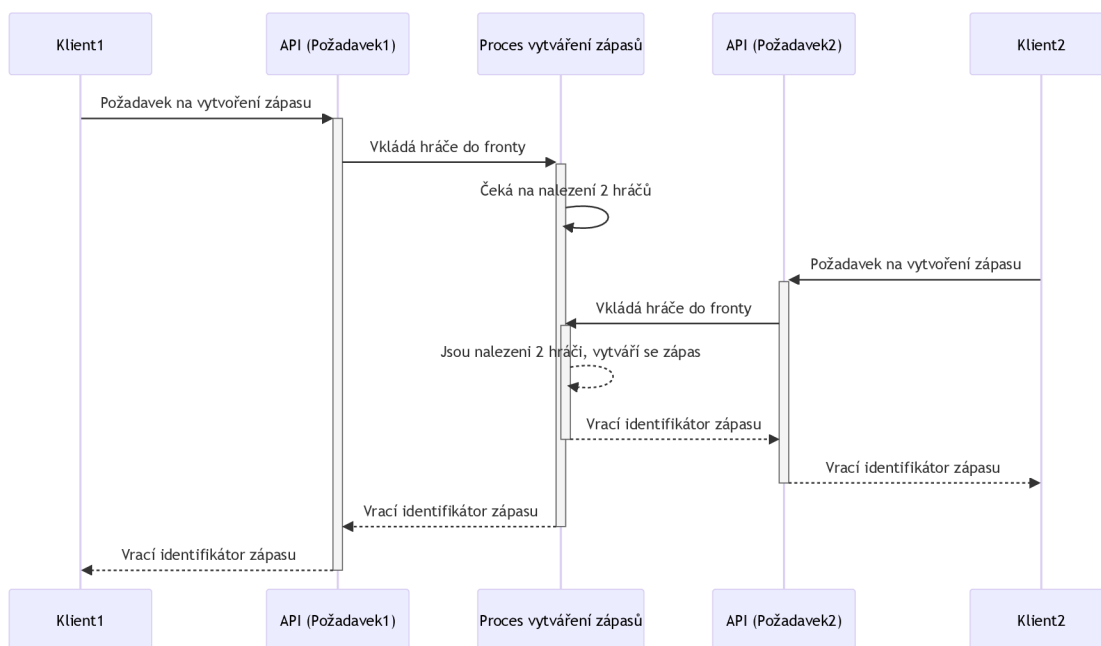 Klient1
API (Požadavek1)
Proces vytváření zápasů
API (Požadavek2)
Klient2
Požadavek na vytvoření zápasu
Vkládá hráče do fronty
Čeká na nalezení 2 hráčů
Požadavek na vytvoření zápasu
Vkládá hráče do fronty
Jsou nalezeni 2 hráči, vytváří se zápas
Vrací identifikátor zápasu
Vrací identifikátor zápasu
Vrací identifikátor zápasu
Vrací identifikátor zápasu
Klient1
API (Požadavek1)
Proces vytváření zápasů
API (Požadavek2)
Klient2